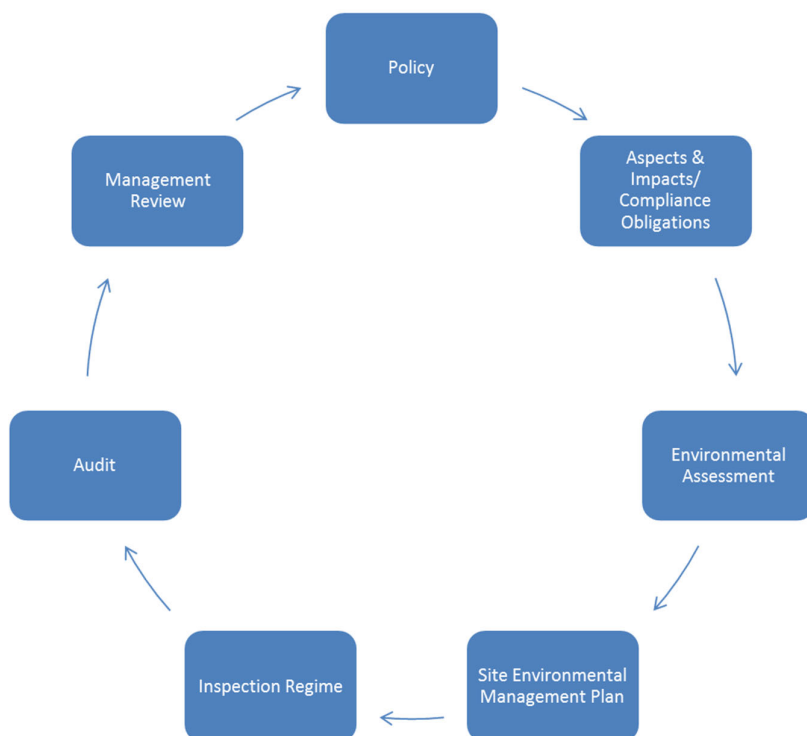 Policy
Aspects &
Impacts/
Compliance
Obligations
Environmental
Assessment
Site Environmental
Management Plan
Inspection Regime
Audit
Management
Review